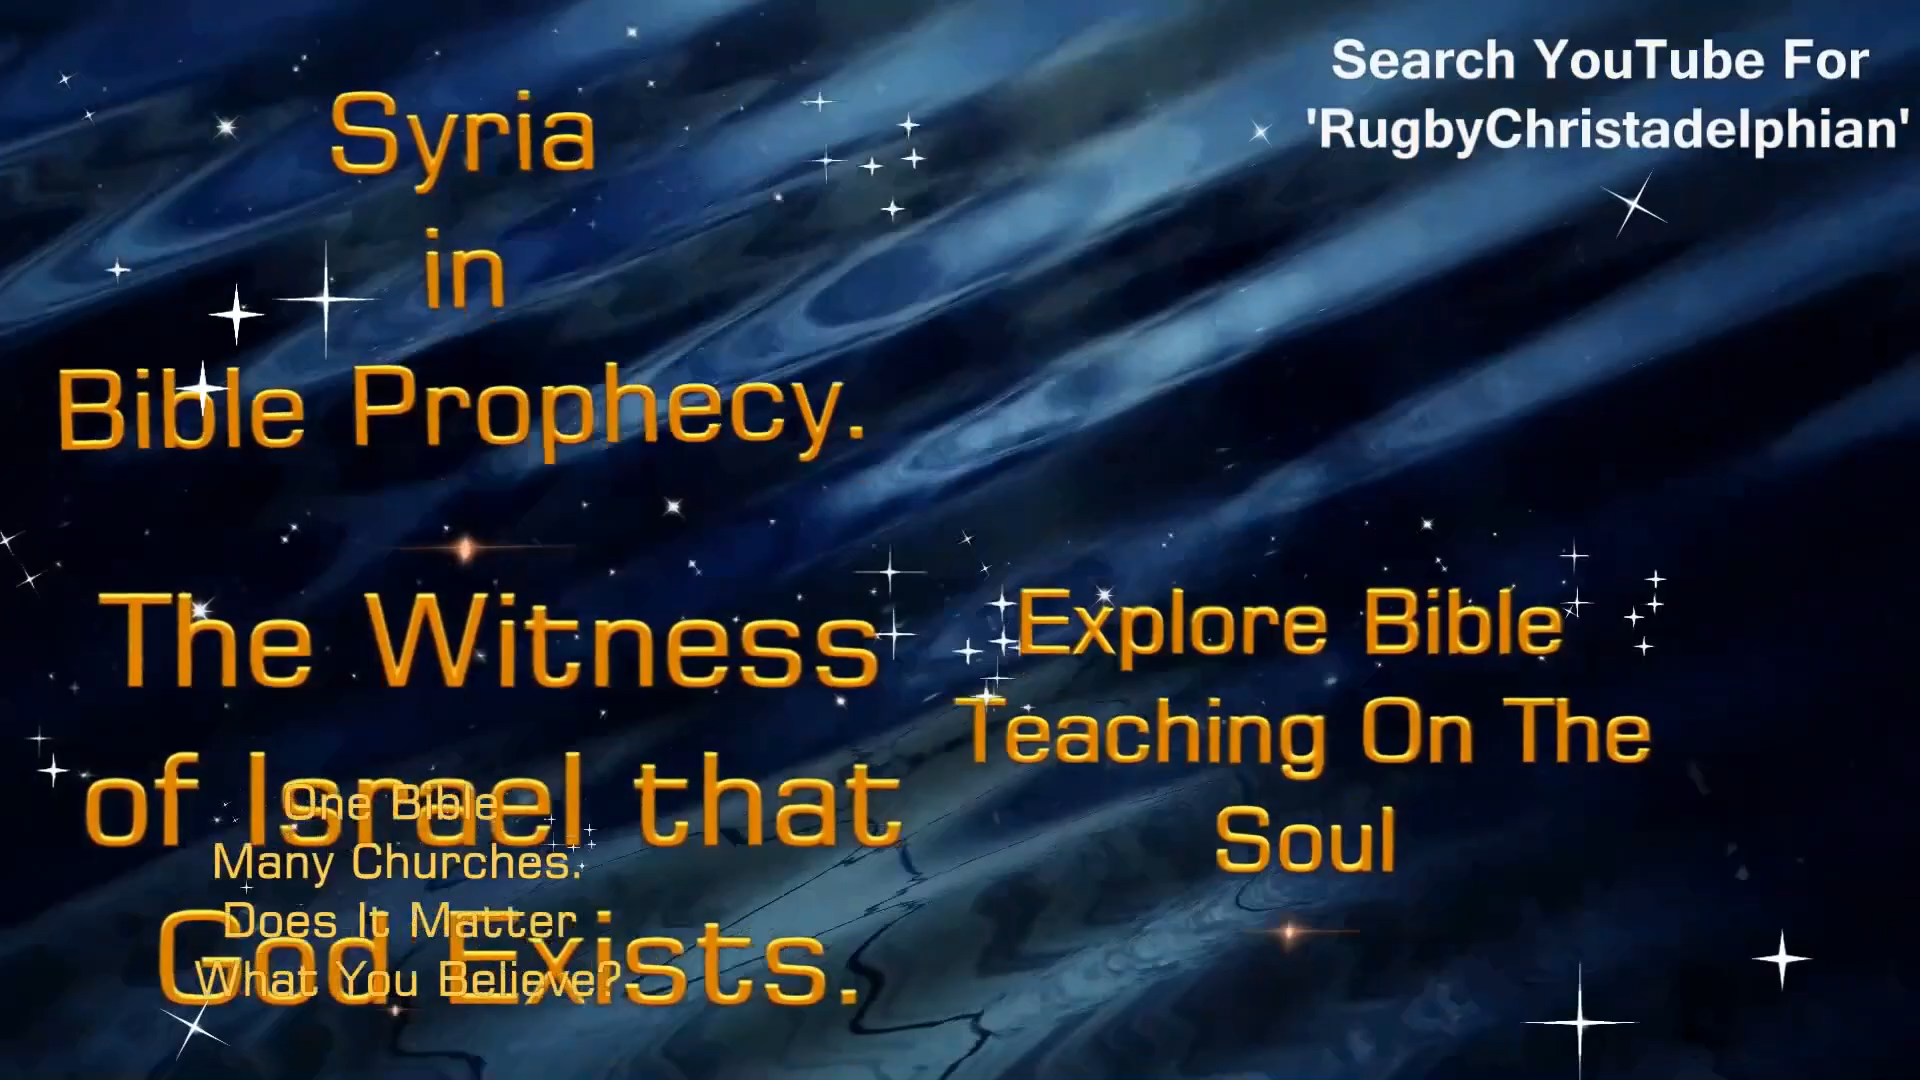 Search YouTube For
'RugbyChristadelphian'
Syria
in
Bible Prophecy.
The Witness
of Israel that
God Exists.
One Bible
Many Churches.
Does It Matter
What You Believe?
Explore Bible
Teaching On The
Soul